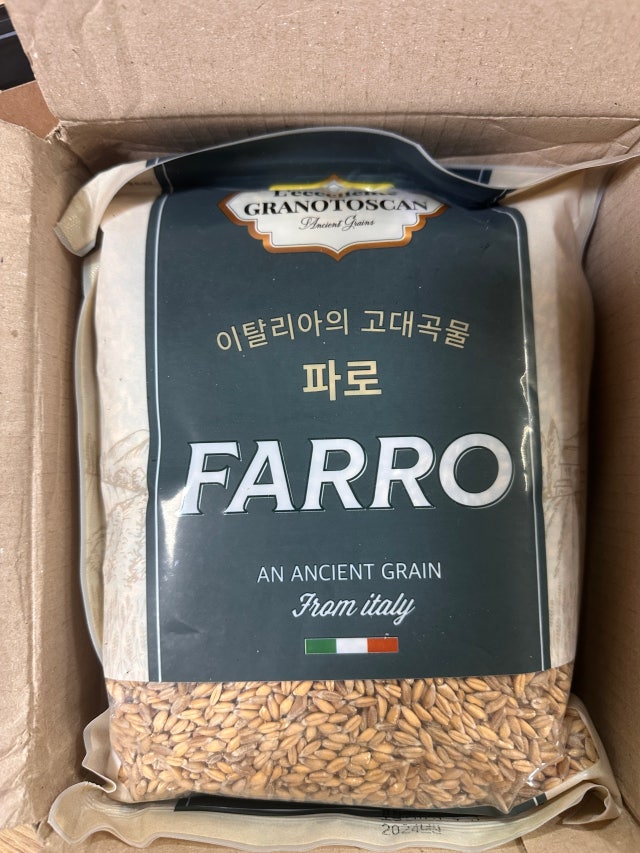 GRANOTOSCAN
Ancient Grains
이탈리아의 고대곡물
파로
FARRO
AN ANCIENT GRAIN
From italy
2024년산